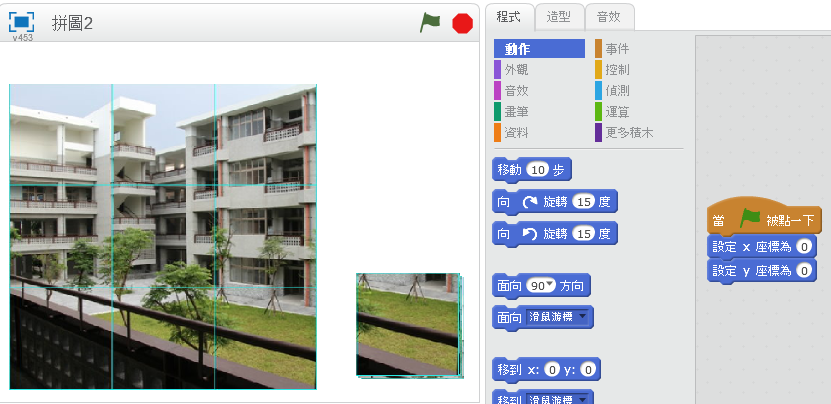 拼圖2
v453
程式 造型 音效
動作 事件
外觀 控制
音效 偵測
畫筆 運算
資料 更多積木
移動 10 步
向 旋轉 15 度
向 旋轉 15 度
面向 90 方向
面向 滑鼠游標
移到 x: 0 y: 0
移到 滑鼠游標
當 被點一下
設定 x 座標為 0
設定 y 座標為 0